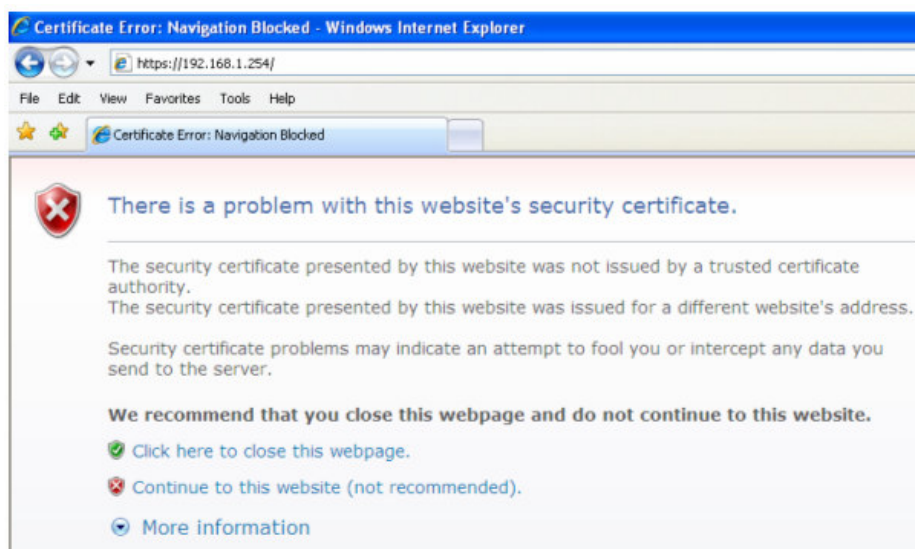 Certificate Error: Navigation Blocked - Windows Internet Explorer
https://192.168.1.254/
File Edit View Favorites Tools Help
Certificate Error: Navigation Blocked
There is a problem with this website's security certificate.
The security certificate presented by this website was not issued by a trusted certificate
authority.
The security certificate presented by this website was issued for a different website's address.
Security certificate problems may indicate an attempt to fool you or intercept any data you
send to the server.
We recommend that you close this webpage and do not continue to this website.
Click here to close this webpage.
Continue to this website (not recommended).
More information